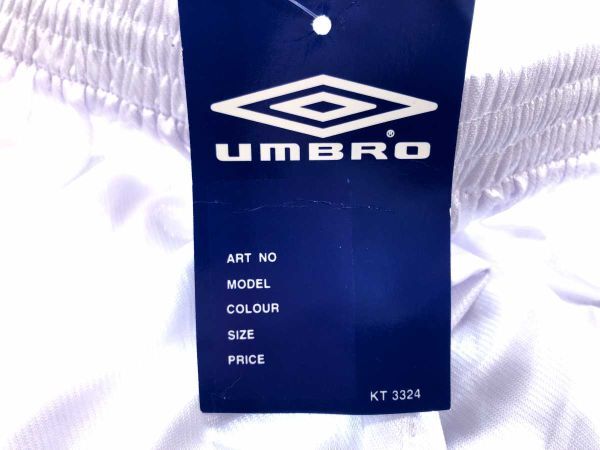 UMBRO®
ART NO
MODEL
COLOUR
SIZE
PRICE
KT 3324